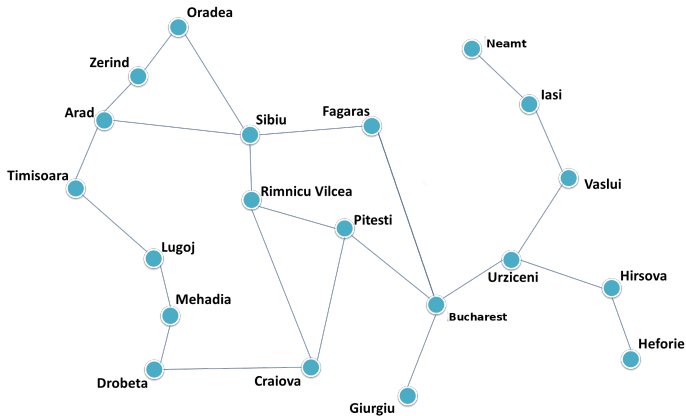 Oradea
Neamt
Zerind
Iasi
Arad
Sibiu
Fagaras
Timisoara
Vaslui
Rimnicu Vilcea
Pitesti
Lugoj
Urziceni
Hirsova
Mehadia
Bucharest
Heforie
Drobeta
Craiova
Giurgiu